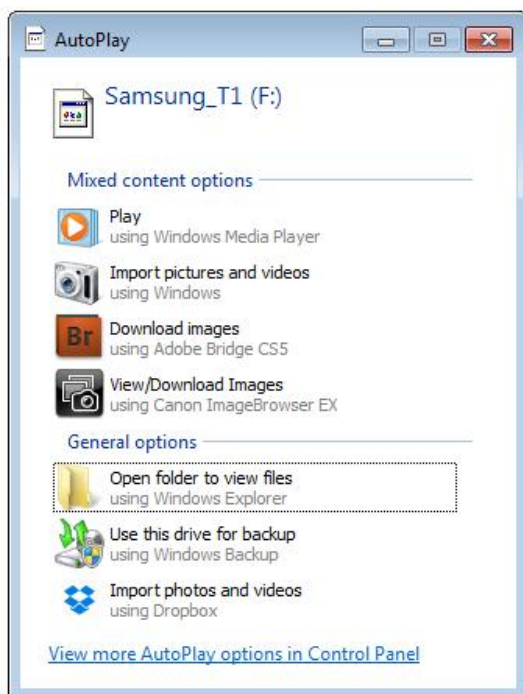 AutoPlay
Samsung_T1 (F:)
Mixed content options
Play
using Windows Media Player
Import pictures and videos
using Windows
Br
Download images
using Adobe Bridge CS5
View/Download Images
using Canon ImageBrowser EX
General options
Open folder to view files
using Windows Explorer
Use this drive for backup
using Windows Backup
Import photos and videos
using Dropbox
View more AutoPlay options in Control Panel